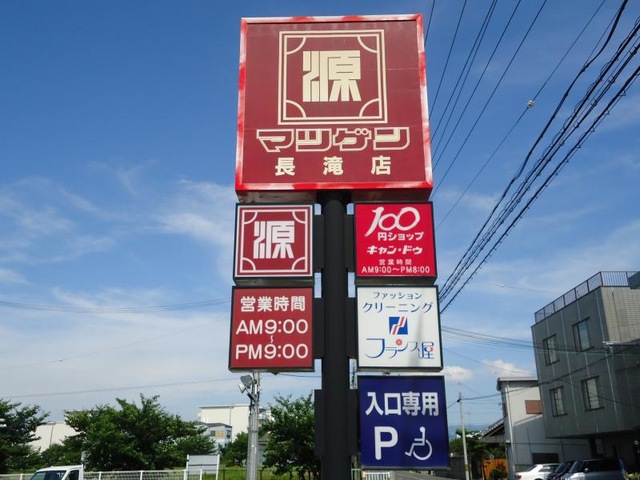 源
マツゲン
長滝店
源
100
円ショップ
キャン・ドゥ
営業時間
AM9:00～PM8:00
営業時間
AM9:00
～
PM9:00
ファッション
クリーニング
フランス屋
入口専用
P